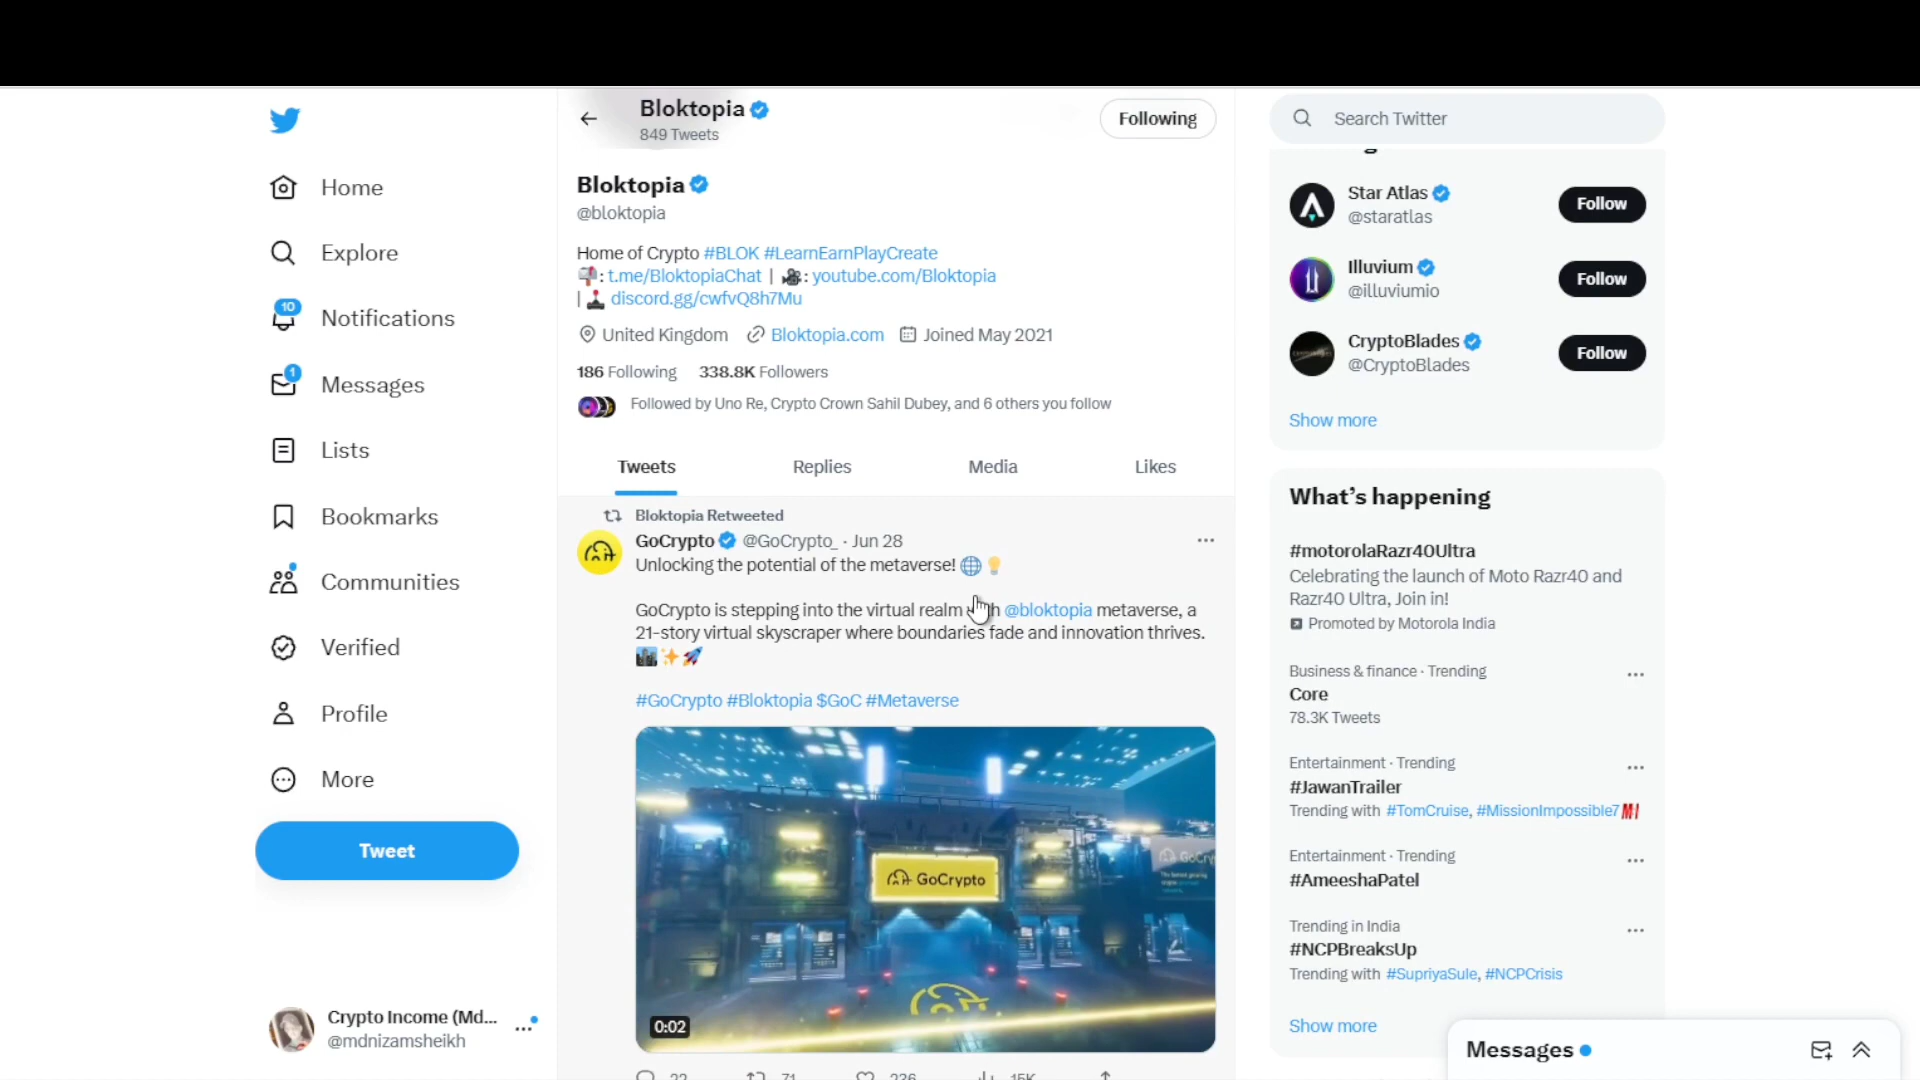 Home
Explore
10
Notifications
1
Messages
Lists
Bookmarks
Communities
Verified
Profile
More
Tweet
Crypto Income (Md...
@mdnizamsheikh
Bloktopia
849 Tweets
Following
Bloktopia
@bloktopia
Home of Crypto #BLOK #LearnEarnPlayCreate
: t.me/BloktopiaChat | : youtube.com/Bloktopia
| discord.gg/cwfvQ8h7Mu
United Kingdom Bloktopia.com Joined May 2021
186 Following 338.8K Followers
Followed by Uno Re, Crypto Crown Sahil Dubey, and 6 others you follow
Tweets Replies Media Likes
Bloktopia Retweeted
GoCrypto @GoCrypto_ · Jun 28
Unlocking the potential of the metaverse!
GoCrypto is stepping into the virtual realm with @bloktopia metaverse, a
21-story virtual skyscraper where boundaries fade and innovation thrives.
#GoCrypto #Bloktopia $GoC #Metaverse
GoCrypto
0:02
22 71 236 15K
Search Twitter
Star Atlas
@staratlas
Follow
Illuvium
@illuviumio
Follow
CryptoBlades
@CryptoBlades
Follow
Show more
What's happening
#motorolaRazr40Ultra
Celebrating the launch of Moto Razr40 and
Razr40 Ultra, Join in!
Promoted by Motorola India
Business & finance · Trending
Core
78.3K Tweets
Entertainment · Trending
#JawanTrailer
Trending with #TomCruise, #MissionImpossible7
Entertainment · Trending
#AmeeshaPatel
Trending in India
#NCPBreaksUp
Trending with #SupriyaSule, #NCPCrisis
Show more
Messages